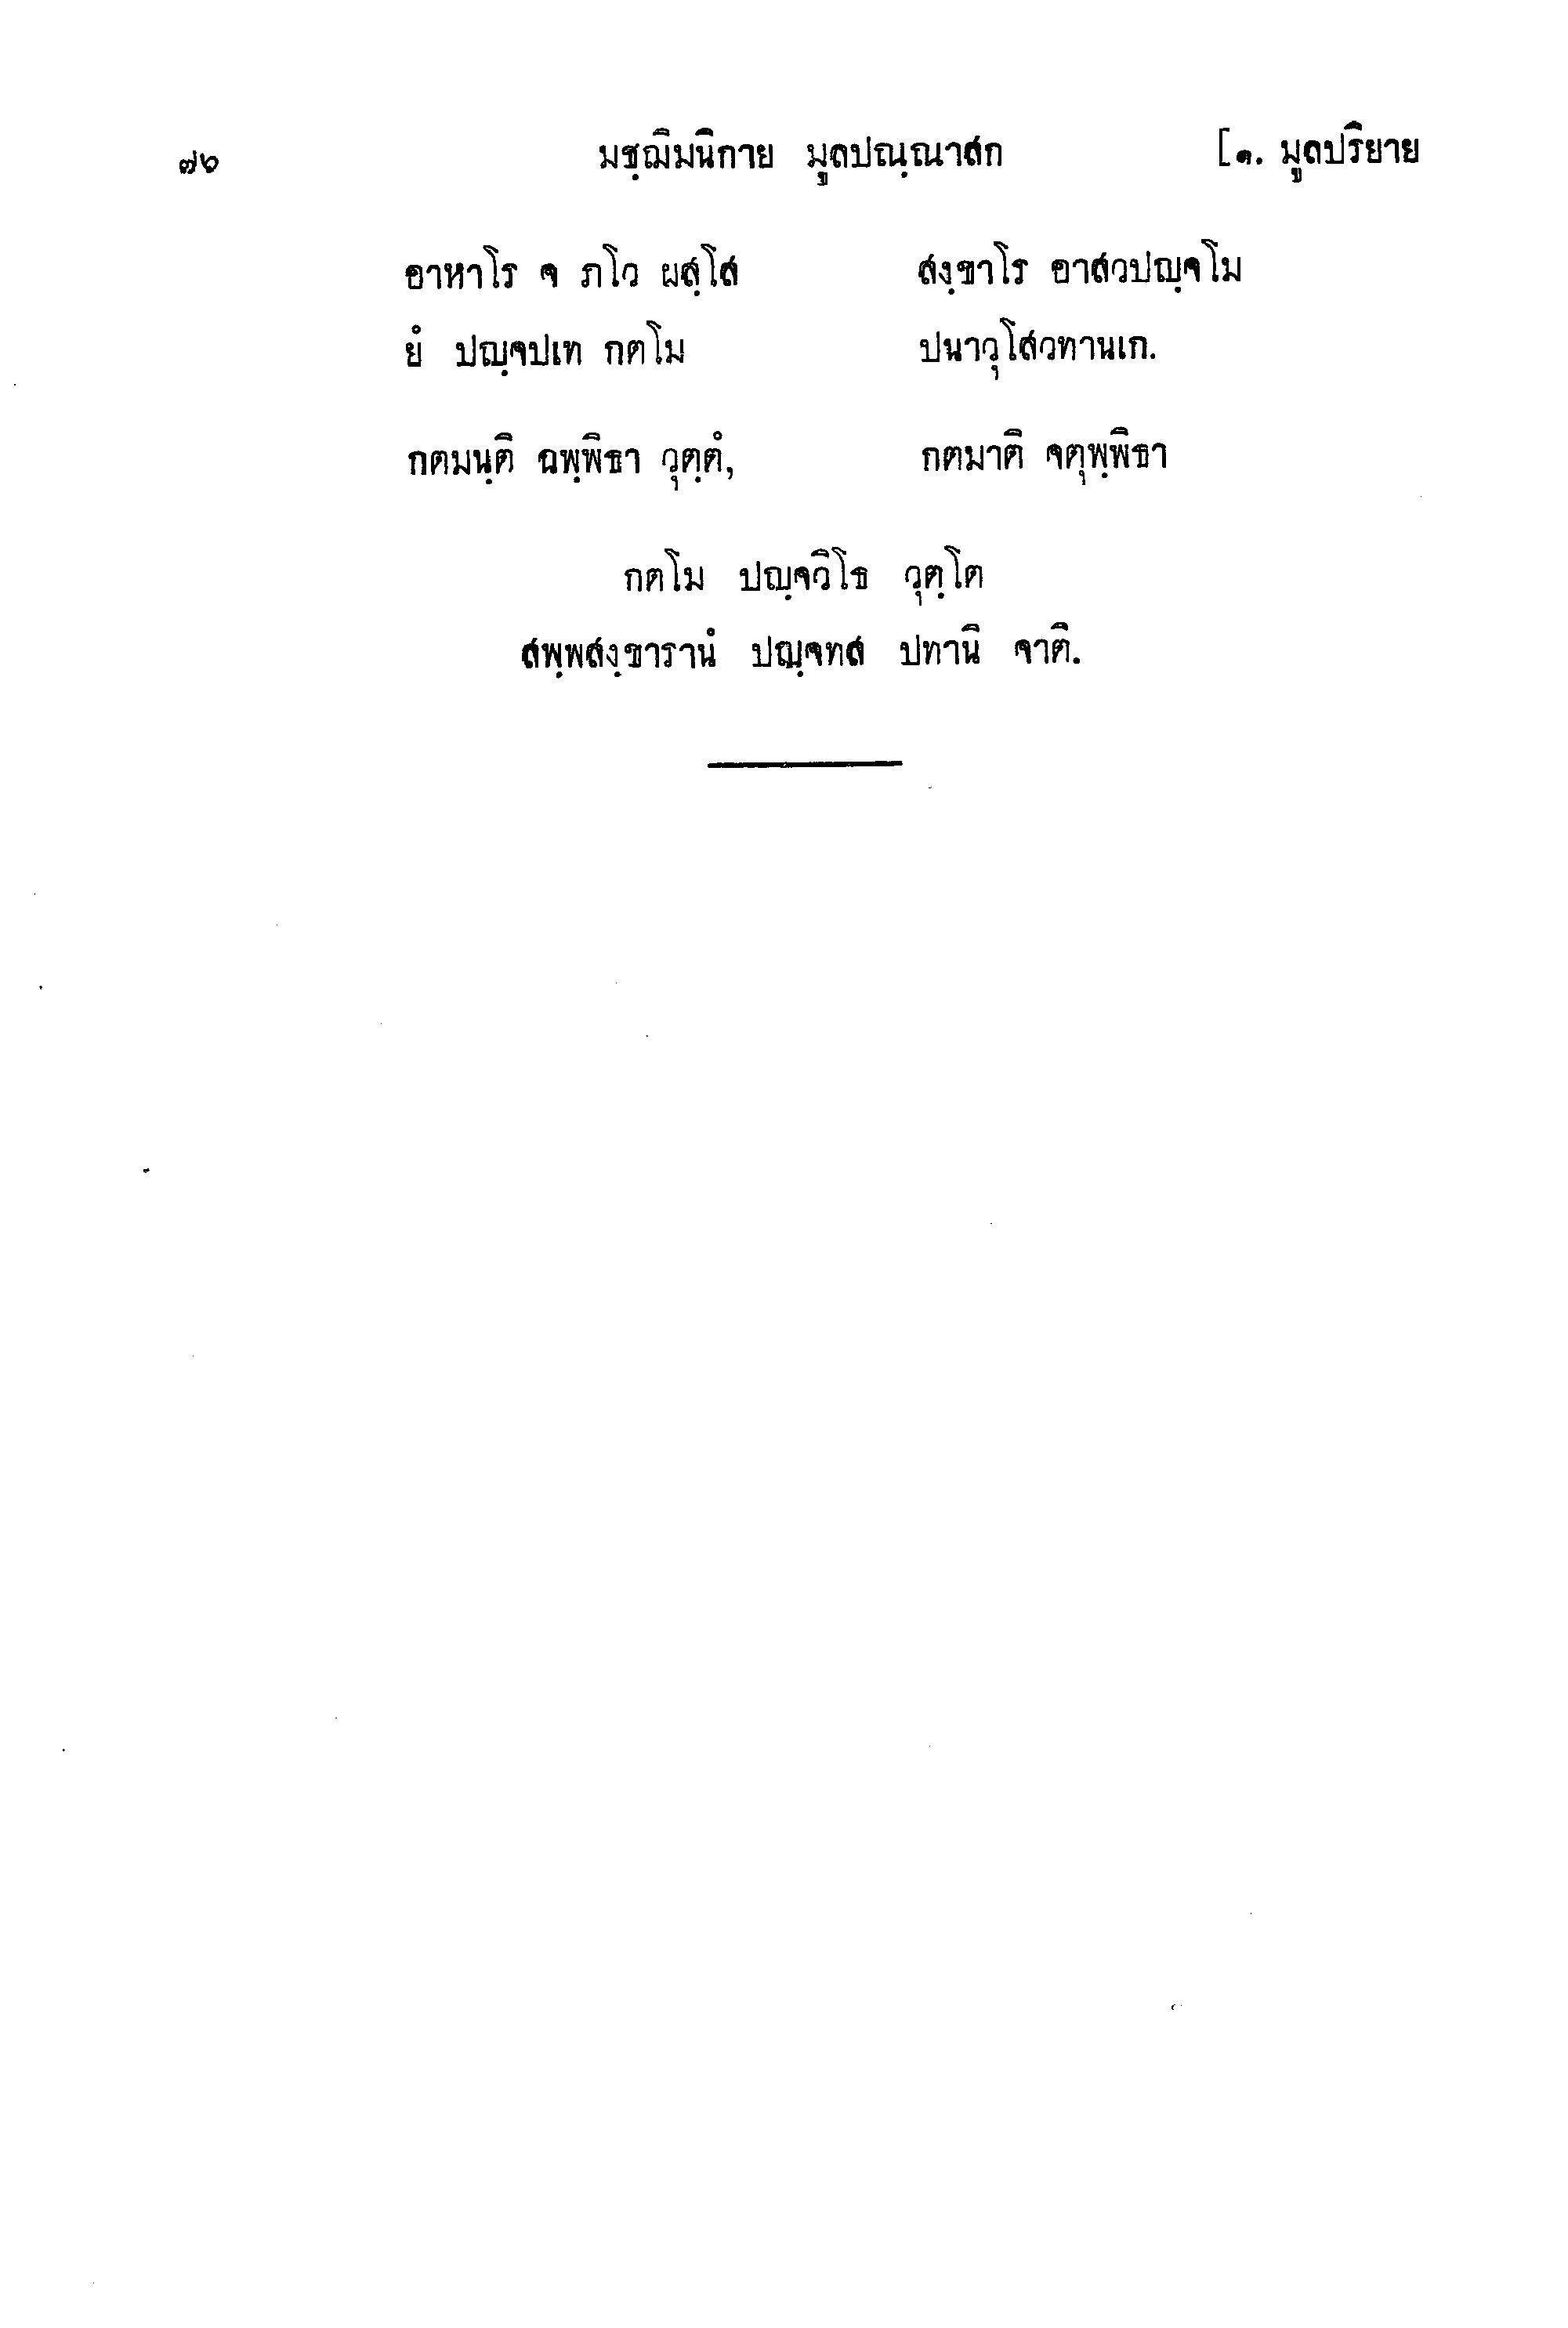 ๗๖ มชฺฌิมนิกาย มูลปณฺณาสก [๑. มูลปริยาย
อาหาโร จ ภโว ผสฺโส สงฺขาโร อาสวปญฺจโม
ยํ ปญฺจปเท กตโม ปนาวุโสวทานเก.
กตมนฺติ ฉพฺพิธา วุตฺตํ, กตมาติ จตุพฺพิธา
กตโม ปญฺจวิโธ วุตฺโต
สพฺพสงฺขารานํ ปญฺจทส ปทานิ จาติ.